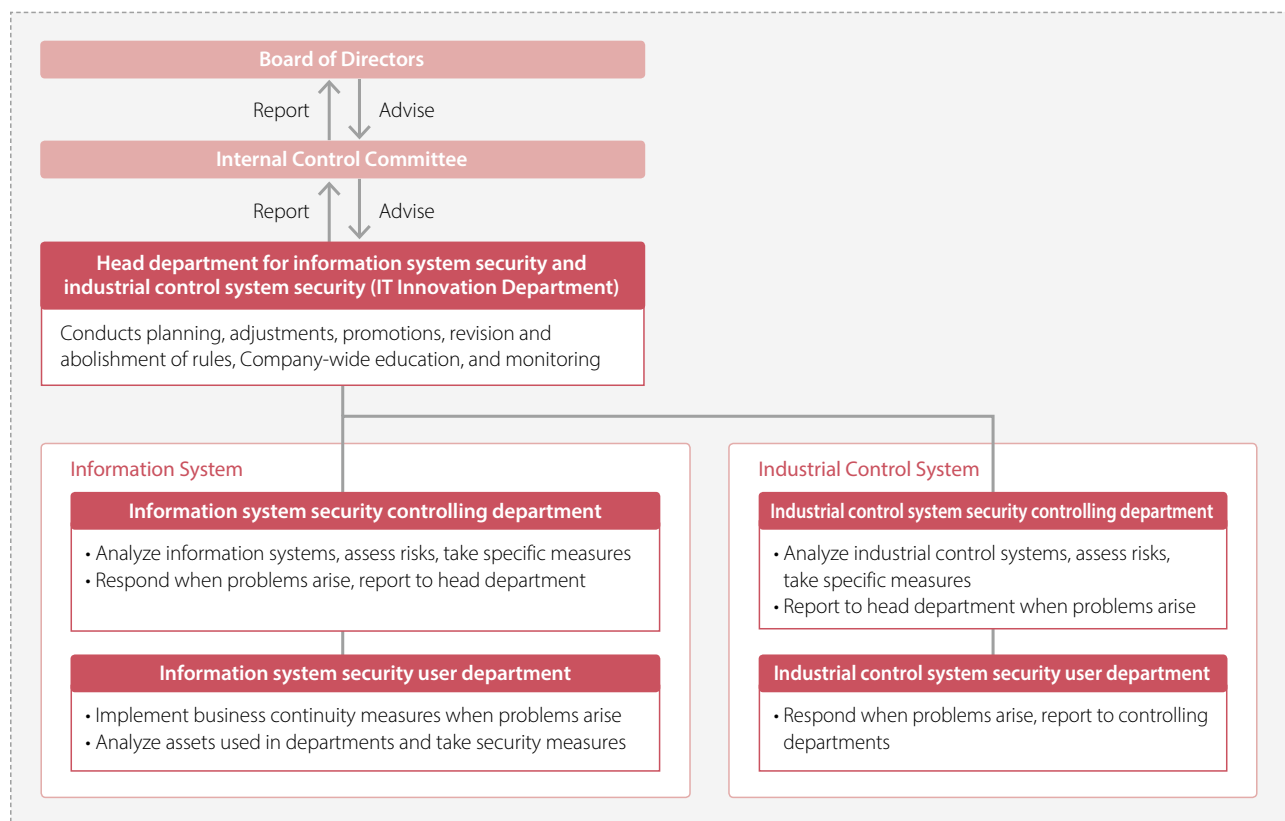 Board of Directors
Report
Advise
Internal Control Committee
Report
Advise
Head department for information system security and
industrial control system security (IT Innovation Department)
Conducts planning, adjustments, promotions, revision and
abolishment of rules, Company-wide education, and monitoring
Information System
Information system security controlling department
• Analyze information systems, assess risks, take specific measures
• Respond when problems arise, report to head department
Information system security user department
• Implement business continuity measures when problems arise
• Analyze assets used in departments and take security measures
Industrial Control System
Industrial control system security controlling department
• Analyze industrial control systems, assess risks,
take specific measures
• Report to head department when problems arise
Industrial control system security user department
• Respond when problems arise, report to controlling
departments